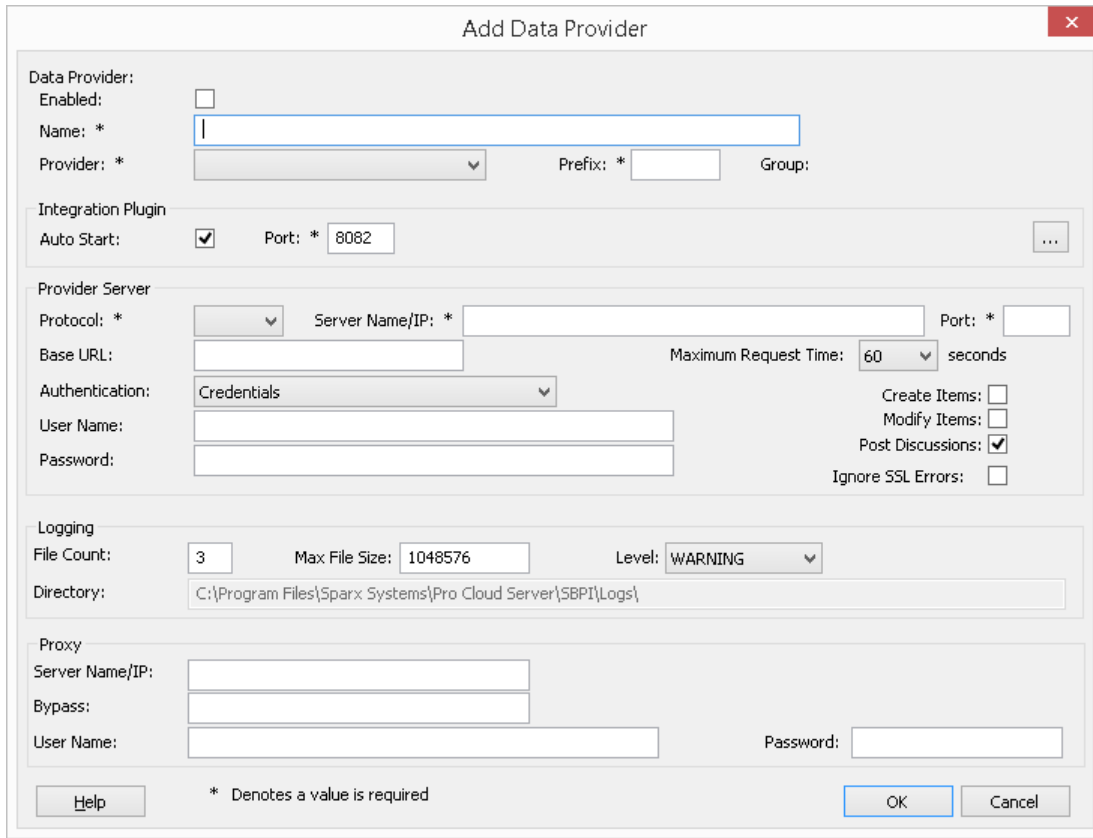 Add Data Provider
Data Provider:
Enabled:
Name: *
Provider: * Prefix: * Group:
Integration Plugin
Auto Start: Port: * 8082 ...
Provider Server
Protocol: * Server Name/IP: * Port: *
Base URL: Maximum Request Time: 60 seconds
Authentication: Credentials Create Items:
Modify Items:
User Name:
Post Discussions:
Password:
Ignore SSL Errors:
Logging
File Count: 3 Max File Size: 1048576 Level: WARNING
Directory: C:\Program Files\Sparx Systems\Pro Cloud Server\SBPI\Logs\
Proxy
Server Name/IP:
Bypass:
User Name: Password:
Help * Denotes a value is required OK Cancel